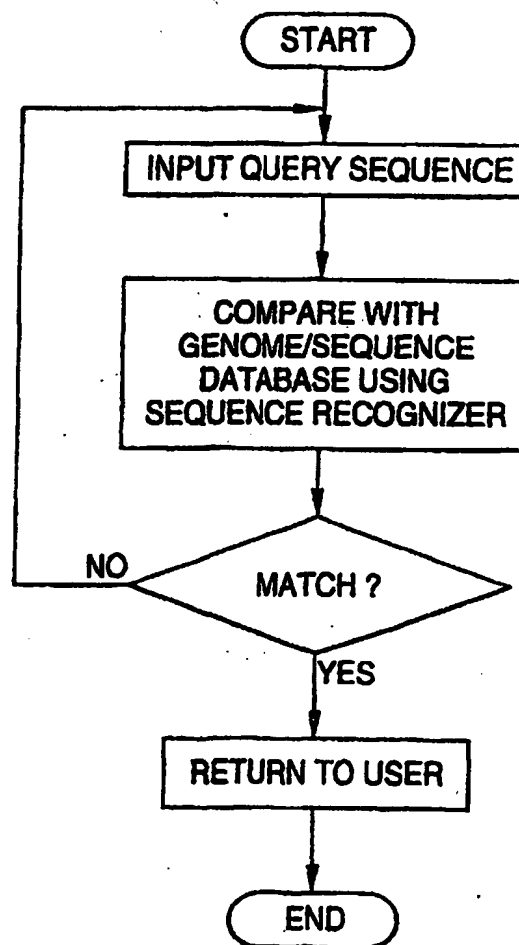 START
INPUT QUERY SEQUENCE
COMPARE WITH
GENOME/SEQUENCE
DATABASE USING
SEQUENCE RECOGNIZER
NO
MATCH ?
YES
RETURN TO USER
END